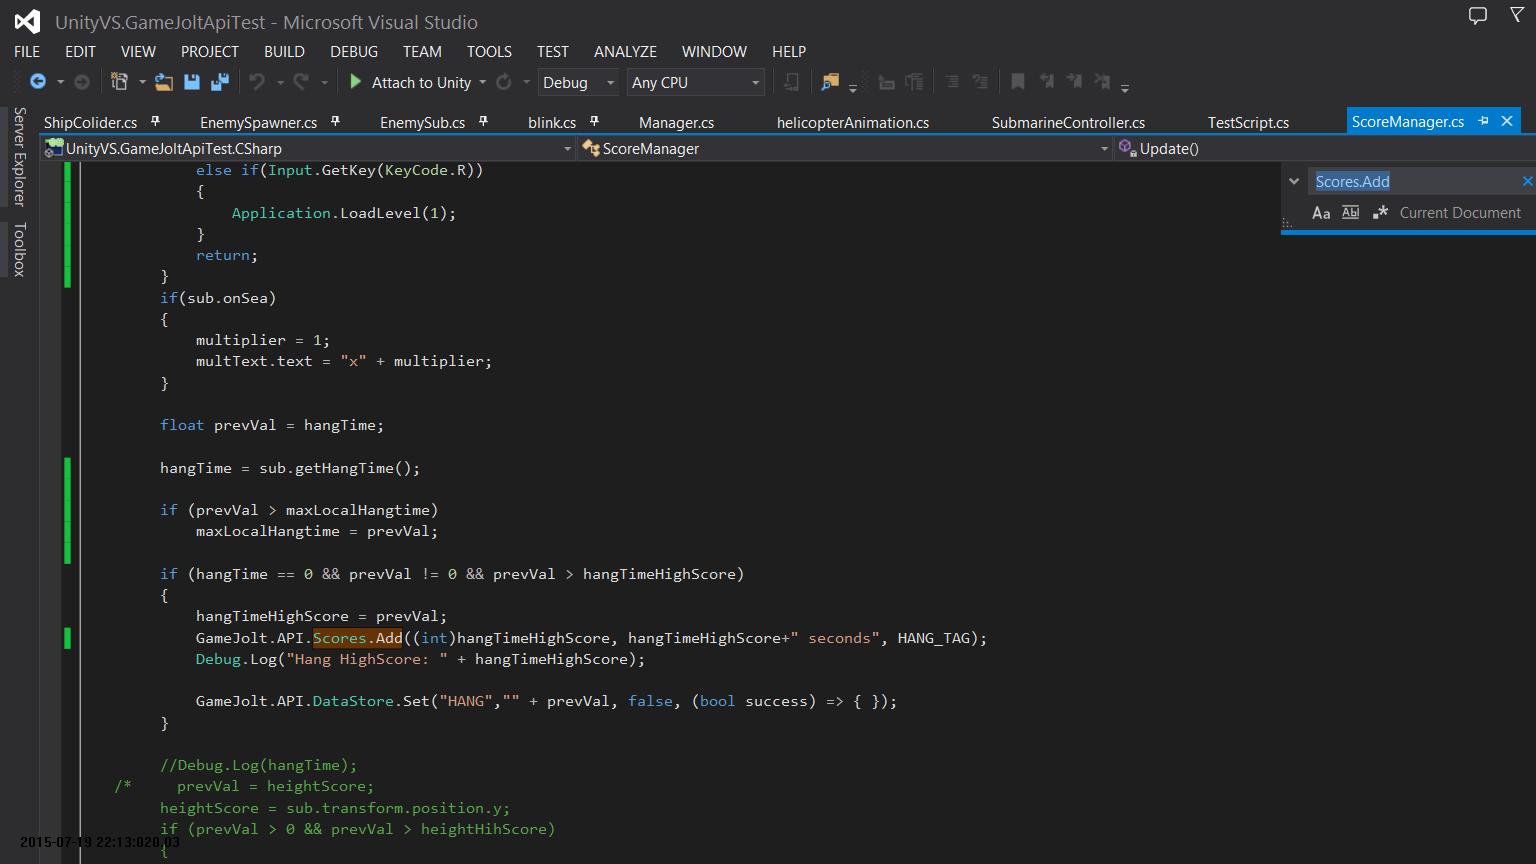 UnityVS.GameJoltApiTest - Microsoft Visual Studio
FILE EDIT VIEW PROJECT BUILD DEBUG TEAM TOOLS TEST ANALYZE WINDOW HELP
Attach to Unity Debug Any CPU
Server Explorer
Toolbox
ShipColider.cs EnemySpawner.cs EnemySub.cs blink.cs Manager.cs helicopterAnimation.cs SubmarineController.cs TestScript.cs ScoreManager.cs
UnityVS.GameJoltApiTest.CSharp ScoreManager Update()
Scores.Add
Aa Abl .* Current Document
else if(Input.GetKey(KeyCode.R))
{
Application.LoadLevel(1);
}
return;
}
if(sub.onSea)
{
multiplier = 1;
multText.text = "x" + multiplier;
}
float prevVal = hangTime;
hangTime = sub.getHangTime();
if (prevVal > maxLocalHangtime)
maxLocalHangtime = prevVal;
if (hangTime == 0 && prevVal != 0 && prevVal > hangTimeHighScore)
{
hangTimeHighScore = prevVal;
GameJolt.API.Scores.Add((int)hangTimeHighScore, hangTimeHighScore+" seconds", HANG_TAG);
Debug.Log("Hang HighScore: " + hangTimeHighScore);
GameJolt.API.DataStore.Set("HANG","" + prevVal, false, (bool success) => { });
}
//Debug.Log(hangTime);
/* prevVal = heightScore;
heightScore = sub.transform.position.y;
if (prevVal > 0 && prevVal > heightHihScore)
{
2015-07-19 22:13:020.03